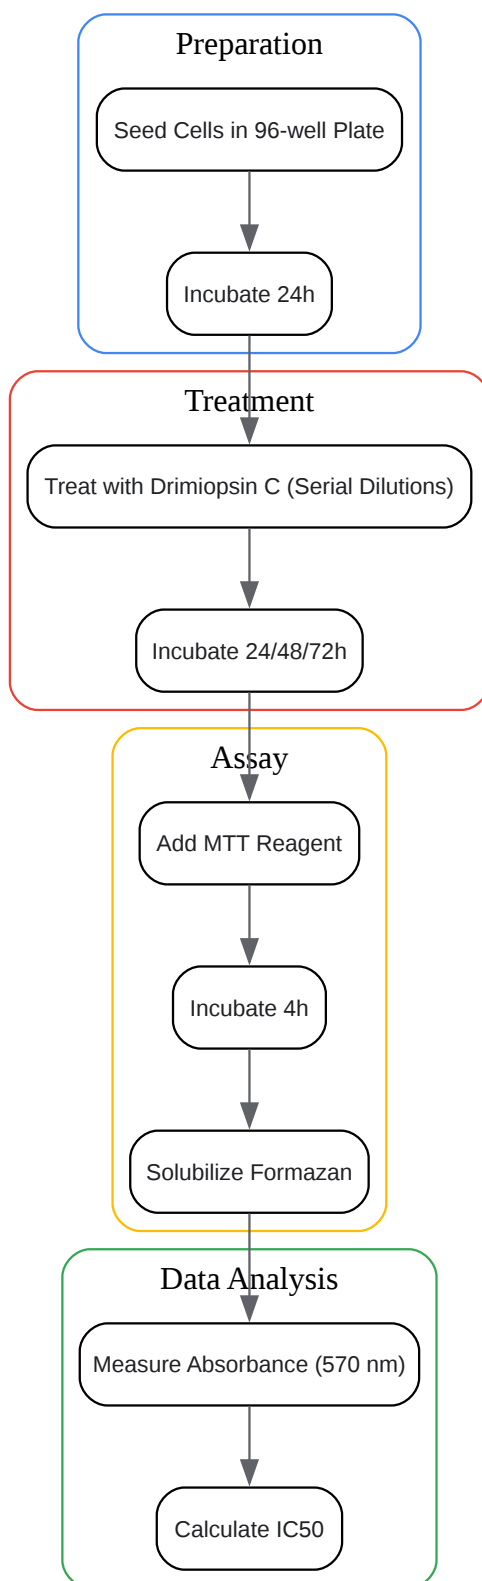 Preparation
Seed Cells in 96-well Plate
Incubate 24h
Treatment
Treat with Drimiopsin C (Serial Dilutions)
Incubate 24/48/72h
Assay
Add MTT Reagent
Incubate 4h
Solubilize Formazan
Data Analysis
Measure Absorbance (570 nm)
Calculate IC50